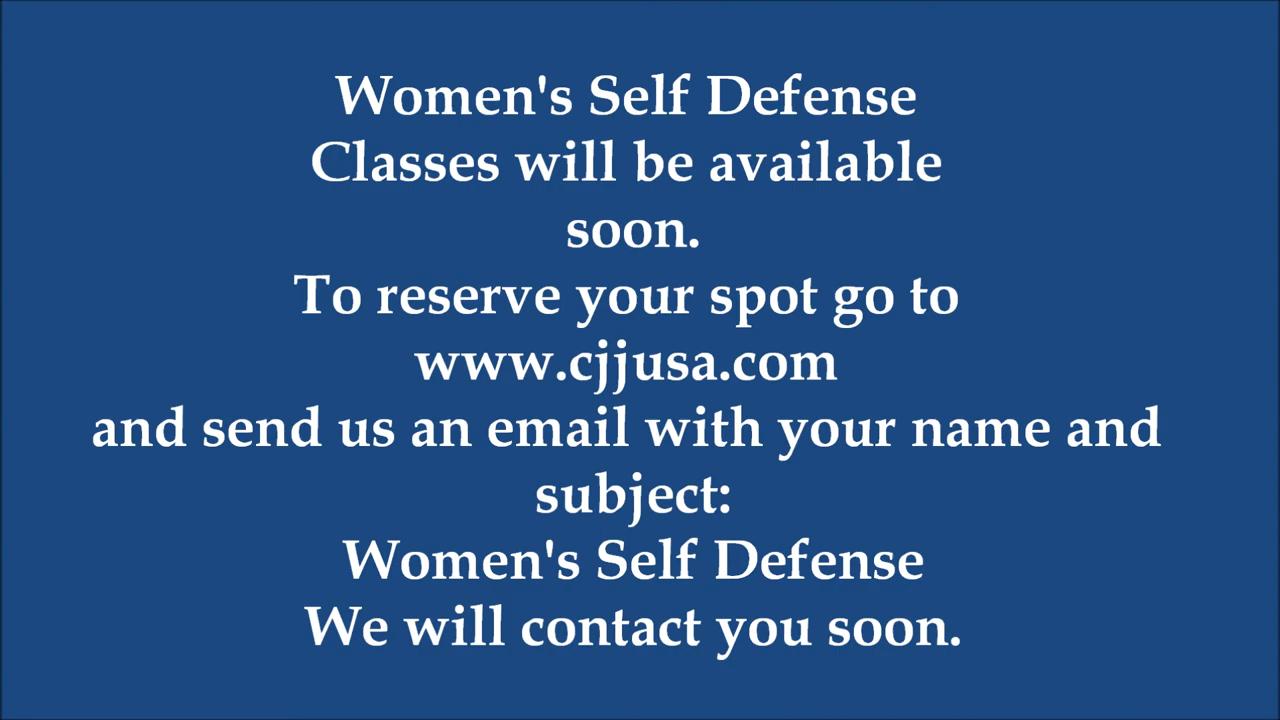 Women's Self Defense
Classes will be available
soon.
To reserve your spot go to
www.cjjusa.com
and send us an email with your name and
subject:
Women's Self Defense
We will contact you soon.